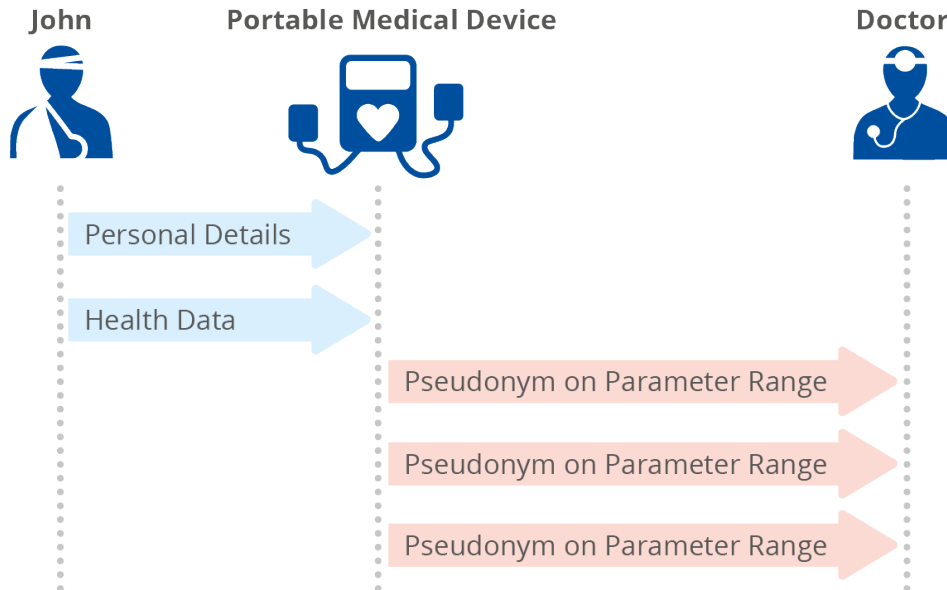 John
Portable Medical Device
Doctor
Personal Details
Health Data
Pseudonym on Parameter Range
Pseudonym on Parameter Range
Pseudonym on Parameter Range